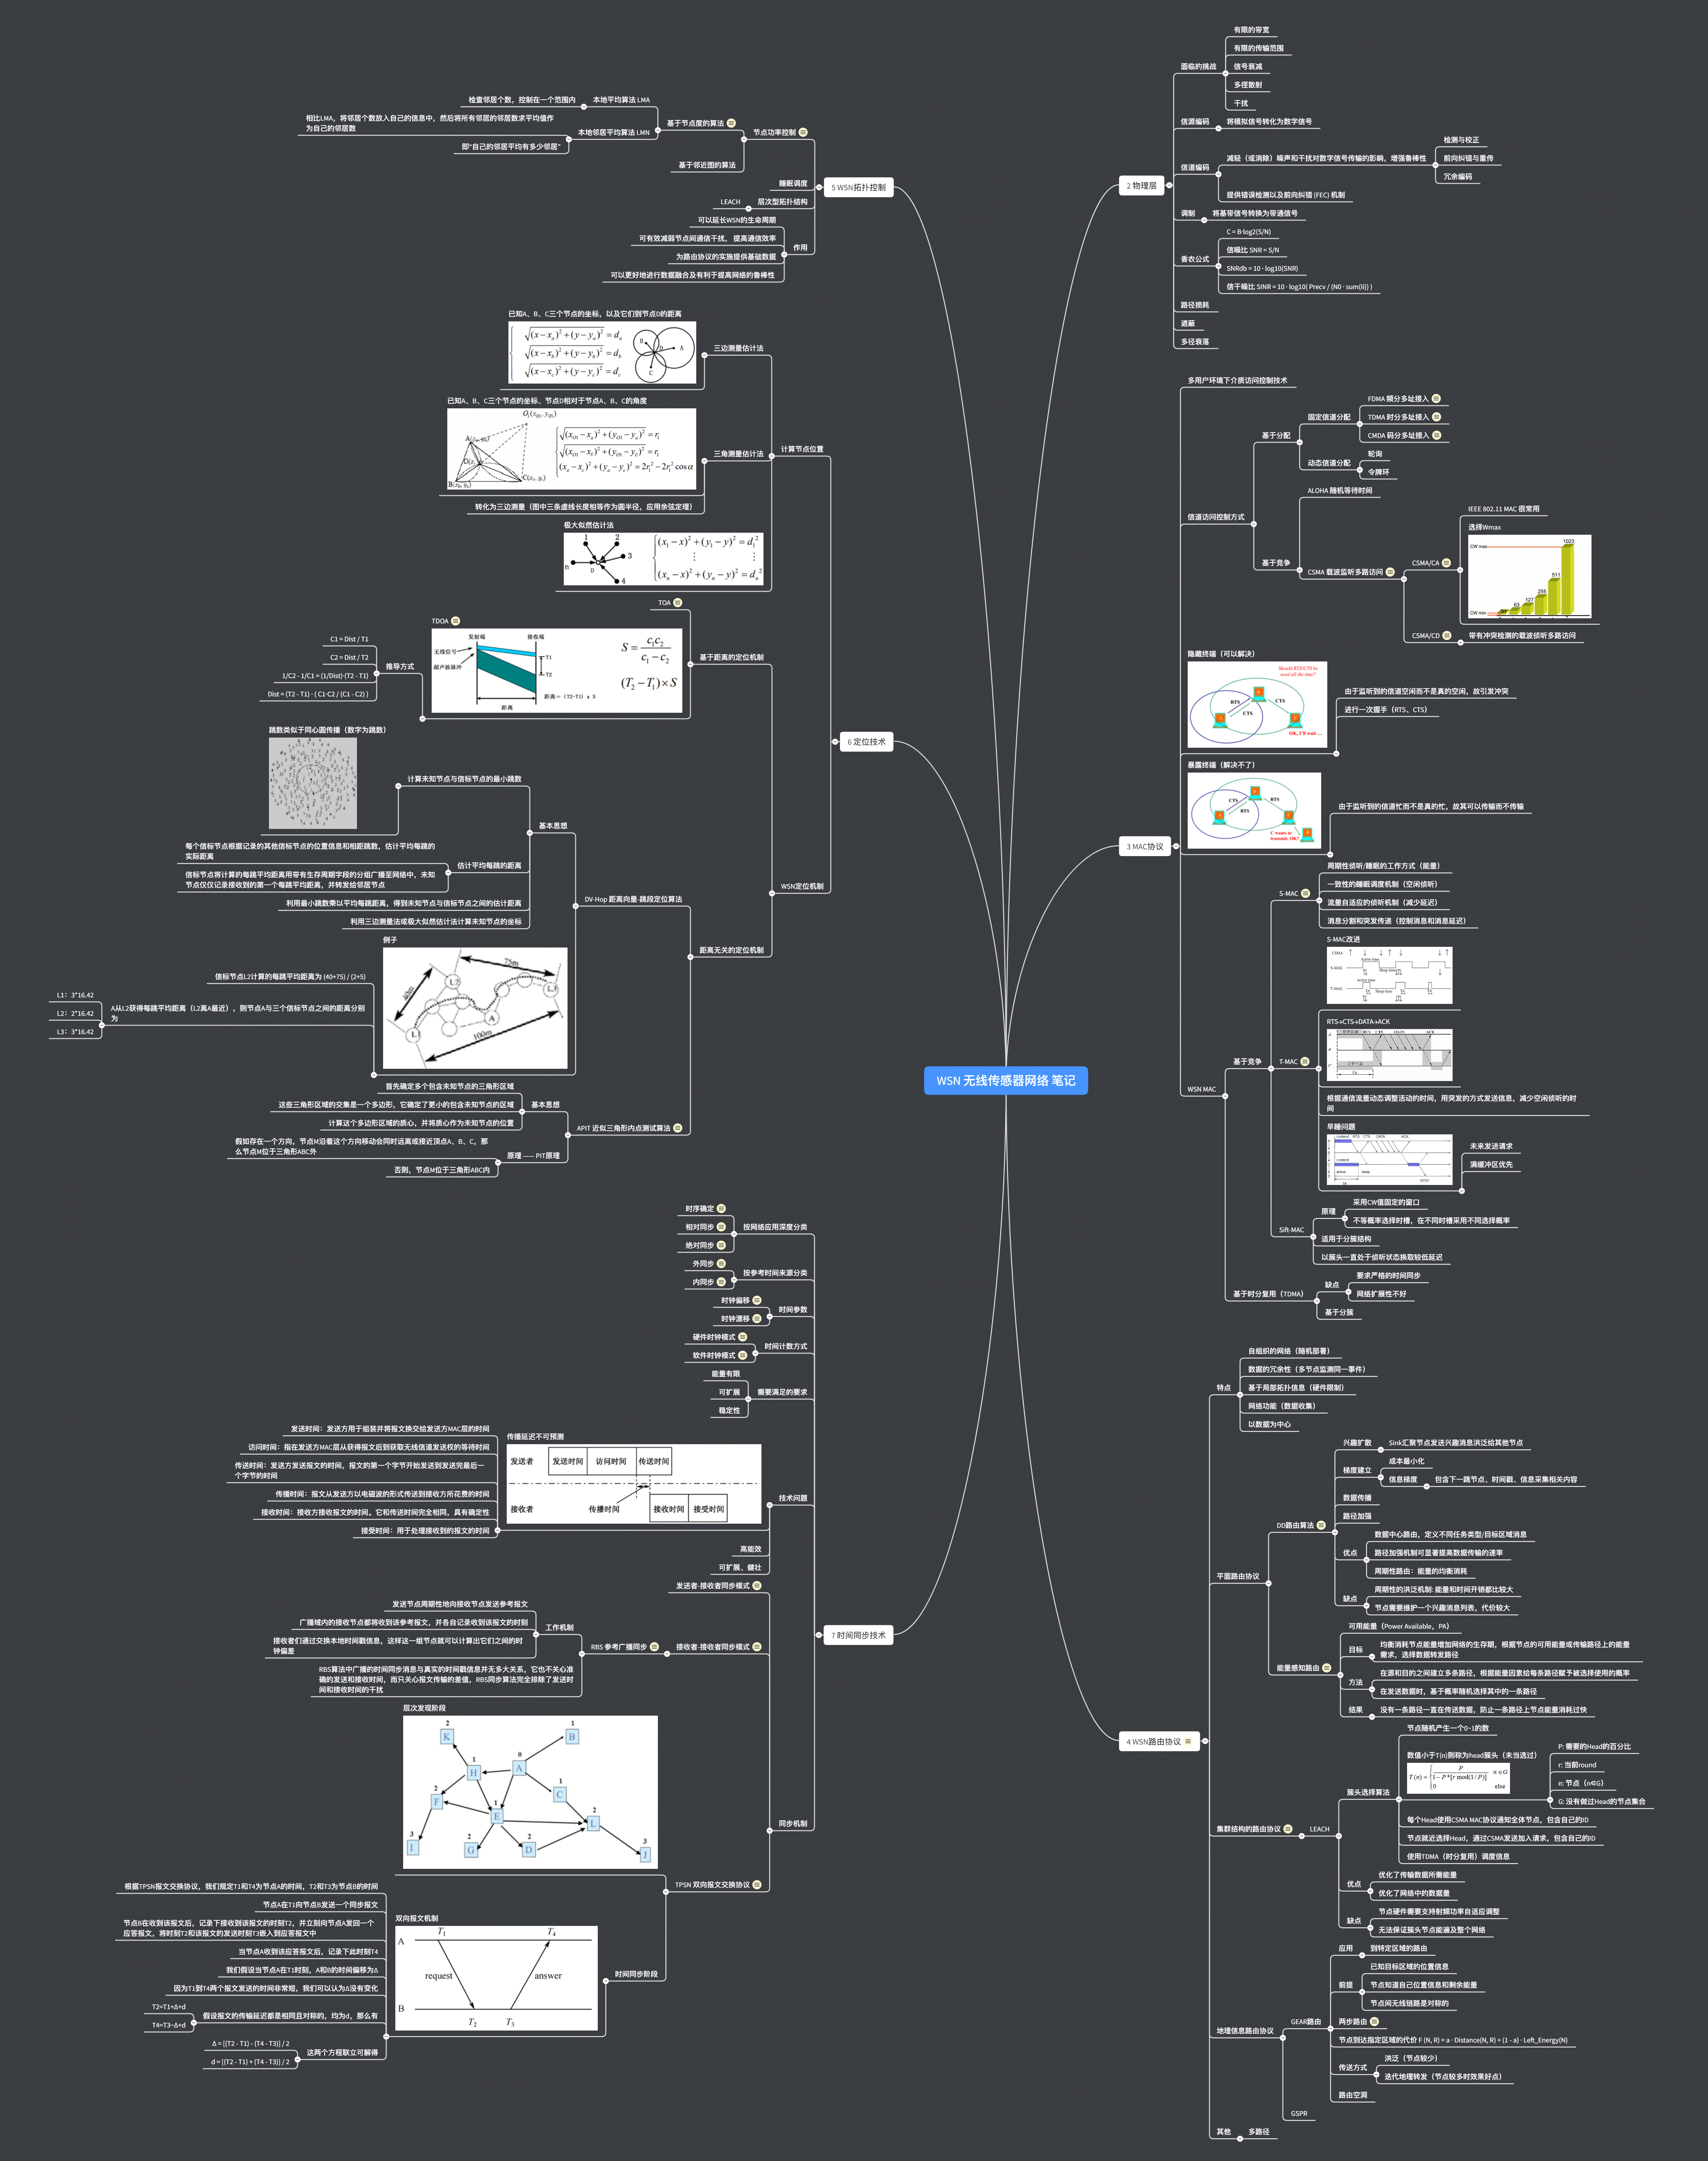 WSN 无线传感器网络 笔记
2 物理层
面临的挑战
有限的带宽
有限的传输范围
信号衰减
多径散射
干扰
信源编码
将模拟信号转化为数字信号
信道编码
减轻（或消除）噪声和干扰对数字信号传输的影响，增强鲁棒性
检测与校正
前向纠错与重传
冗余编码
提供错误检测以及前向纠错 (FEC) 机制
调制
将基带信号转换为带通信号
香农公式
C = B·log2(S/N)
信噪比 SNR = S/N
SNRdb = 10 · log10(SNR)
信干噪比 SINR = 10 · log10( Precv / (N0 · sum(Ii)) )
路径损耗
遮蔽
多径衰落
3 MAC协议
多用户环境下介质访问控制技术
信道访问控制方式
基于分配
固定信道分配
FDMA 频分多址接入
TDMA 时分多址接入
CMDA 码分多址接入
动态信道分配
轮询
令牌环
基于竞争
ALOHA 随机等待时间
CSMA 载波监听多路访问
CSMA/CA
IEEE 802.11 MAC 很常用
选择Wmax
CW max
1023
511
255
127
63
CW min
CSMA/CD
带有冲突检测的载波侦听多路访问
隐藏终端（可以解决）
Should RTS/CTS be
used all the time?
RTS
CTS
CTS
Ok, I'll wait …
由于监听到的信道空闲而不是真的空闲，故引发冲突
进行一次握手（RTS、CTS）
暴露终端（解决不了）
CTS
RTS
RTS
C wants to
transmit, OK?
由于监听到的信道忙而不是真的忙，故其可以传输而不传输
WSN MAC
基于竞争
S-MAC
周期性侦听/睡眠的工作方式（能量）
一致性的睡眠调度机制（空闲侦听）
流量自适应的侦听机制（减少延迟）
消息分割和突发传递（控制消息和消息延迟）
T-MAC
S-MAC改进
CSMA
Active time
S-MAC
Sleep time
Active time
T-MAC
Sleep time
TA
TA
TA
RTS→CTS→DATA→ACK
RTS
CTS
DATA
ACK
TA
根据通信流量动态调整活动的时间，用突发的方式发送信息，减少空闲侦听的时
间
早睡问题
contend
RTS
CTS
DATA
ACK
contend
active
sleep
TA
未来发送请求
满缓冲区优先
Sift-MAC
原理
采用CW值固定的窗口
不等概率选择时槽，在不同时槽采用不同选择概率
适用于分簇结构
以簇头一直处于侦听状态换取较低延迟
基于时分复用（TDMA）
缺点
要求严格的时间同步
网络扩展性不好
基于分簇
4 WSN路由协议
特点
自组织的网络（随机部署）
数据的冗余性（多节点监测同一事件）
基于局部拓扑信息（硬件限制）
网络功能（数据收集）
以数据为中心
平面路由协议
DD路由算法
兴趣扩散
Sink汇聚节点发送兴趣消息洪泛给其他节点
梯度建立
成本最小化
信息梯度
包含下一跳节点、时间戳、信息采集相关内容
数据传播
路径加强
优点
数据中心路由，定义不同任务类型/目标区域消息
路径加强机制可显著提高数据传输的速率
周期性路由：能量的均衡消耗
缺点
周期性的洪泛机制: 能量和时间开销都比较大
节点需要维护一个兴趣消息列表，代价较大
能量感知路由
可用能量（Power Available，PA）
目标
均衡消耗节点能量增加网络的生存期，根据节点的可用能量或传输路径上的能量
需求，选择数据转发路径
方法
在源和目的之间建立多条路径，根据能量因素给每条路径赋予被选择使用的概率
在发送数据时，基于概率随机选择其中的一条路径
结果
没有一条路径一直在传送数据，防止一条路径上节点能量消耗过快
集群结构的路由协议
LEACH
簇头选择算法
节点随机产生一个0~1的数
数值小于T(n)则称为head簇头（未当选过）
T(n) = { P / (1−P*[r mod(1/P)]) n∈G
0 else
P: 需要的Head的百分比
r: 当前round
n: 节点（n∈G）
G: 没有做过Head的节点集合
每个Head使用CSMA MAC协议通知全体节点，包含自己的ID
节点就近选择Head，通过CSMA发送加入请求，包含自己的ID
使用TDMA（时分复用）调度信息
优点
优化了传输数据所需能量
优化了网络中的数据量
缺点
节点硬件需要支持射频功率自适应调整
无法保证簇头节点能遍及整个网络
地理信息路由协议
GEAR路由
应用
到特定区域的路由
前提
已知目标区域的位置信息
节点知道自己位置信息和剩余能量
节点间无线链路是对称的
两步路由
节点到达指定区域的代价 F (N, R) = a · Distance(N, R) + (1 - a) · Left_Energy(N)
传送方式
洪泛（节点较少）
迭代地理转发（节点较多时效果好点）
路由空洞
GSPR
其他
多路径
5 WSN拓扑控制
节点功率控制
基于节点度的算法
本地平均算法 LMA
检查邻居个数，控制在一个范围内
本地邻居平均算法 LMN
相比LMA，将邻居个数放入自己的信息中，然后将所有邻居的邻居数求平均值作
为自己的邻居数
即“自己的邻居平均有多少邻居”
基于邻近图的算法
睡眠调度
层次型拓扑结构
LEACH
作用
可以延长WSN的生命周期
可有效减弱节点间通信干扰， 提高通信效率
为路由协议的实施提供基础数据
可以更好地进行数据融合及有利于提高网络的鲁棒性
6 定位技术
计算节点位置
三边测量估计法
已知A、B、C三个节点的坐标，以及它们到节点D的距离
√((x−x_a)²+(y−y_a)²) = d_a
√((x−x_b)²+(y−y_b)²) = d_b
√((x−x_c)²+(y−y_c)²) = d_c
B
D
A
C
三角测量估计法
已知A、B、C三个节点的坐标、节点D相对于节点A、B、C的角度
O₁(x_O1, y_O1)
A(x_a, y_a)
D(x,
B(x_b, y_b)
C(x_c, y_c)
√((x_O1−x_a)²+(y_O1−y_a)²) = r₁
√((x_O1−x_C)²+(y_O1−y_C)²) = r₁
(x_a−x_c)²+(y_a−y_c)² = 2r₁²−2r₁² cosα
转化为三边测量（图中三条虚线长度相等作为圆半径，应用余弦定理）
极大似然估计法
1
2
3
n
D
4
(x₁−x)²+(y₁−y)² = d₁²
⋮ ⋮
(x_n−x)²+(y_n−y)² = d_n²
WSN定位机制
基于距离的定位机制
TOA
TDOA
发射端
接收端
无线信号
超声波脉冲
T1
T2
距离
距离＝ (T2-T1) x S
S = c₁c₂ / (c₁−c₂)
(T₂−T₁)×S
推导方式
C1 = Dist / T1
C2 = Dist / T2
1/C2 - 1/C1 = (1/Dist)·(T2 - T1)
Dist = (T2 - T1) · ( C1·C2 / (C1 - C2) )
距离无关的定位机制
DV-Hop 距离向量-跳段定位算法
基本思想
计算未知节点与信标节点的最小跳数
跳数类似于同心圆传播（数字为跳数）
估计平均每跳的距离
每个信标节点根据记录的其他信标节点的位置信息和相距跳数，估计平均每跳的
实际距离
信标节点将计算的每跳平均距离用带有生存周期字段的分组广播至网络中，未知
节点仅仅记录接收到的第一个每跳平均距离，并转发给邻居节点
利用最小跳数乘以平均每跳距离，得到未知节点与信标节点之间的估计距离
利用三边测量法或极大似然估计法计算未知节点的坐标
例子
75m
40m
L2
L3
A
L1
100m
信标节点L2计算的每跳平均距离为 (40+75) / (2+5)
A从L2获得每跳平均距离（L2离A最近），则节点A与三个信标节点之间的距离分别
为
L1：3*16.42
L2：2*16.42
L3：3*16.42
APIT 近似三角形内点测试算法
基本思想
首先确定多个包含未知节点的三角形区域
这些三角形区域的交集是一个多边形，它确定了更小的包含未知节点的区域
计算这个多边形区域的质心，并将质心作为未知节点的位置
原理 —— PIT原理
假如存在一个方向，节点M沿着这个方向移动会同时远离或接近顶点A、B、C，那
么节点M位于三角形ABC外
否则，节点M位于三角形ABC内
7 时间同步技术
按网络应用深度分类
时序确定
相对同步
绝对同步
按参考时间来源分类
外同步
内同步
时间参数
时钟偏移
时钟漂移
时间计数方式
硬件时钟模式
软件时钟模式
需要满足的要求
能量有限
可扩展
稳定性
技术问题
传播延迟不可预测
发送者
发送时间
访问时间
传送时间
接收者
传播时间
接收时间
接受时间
发送时间：发送方用于组装并将报文换交给发送方MAC层的时间
访问时间：指在发送方MAC层从获得报文后到获取无线信道发送权的等待时间
传送时间：发送方发送报文的时间，报文的第一个字节开始发送到发送完最后一
个字节的时间
传播时间：报文从发送方以电磁波的形式传送到接收方所花费的时间
接收时间：接收方接收报文的时间，它和传送时间完全相同，具有确定性
接受时间：用于处理接收到的报文的时间
高能效
可扩展、健壮
同步机制
发送者-接收者同步模式
接收者-接收者同步模式
RBS 参考广播同步
工作机制
发送节点周期性地向接收节点发送参考报文
广播域内的接收节点都将收到该参考报文，并各自记录收到该报文的时刻
接收者们通过交换本地时间戳信息，这样这一组节点就可以计算出它们之间的时
钟偏差
RBS算法中广播的时间同步消息与真实的时间戳信息并无多大关系，它也不关心准
确的发送和接收时间，而只关心报文传输的差值，RBS同步算法完全排除了发送时
间和接收时间的干扰
TPSN 双向报文交换协议
层次发现阶段
2
K
1
B
1
H
0
A
2
F
1
C
1
E
2
L
3
I
2
G
2
D
3
J
时间同步阶段
双向报文机制
T₁
T₄
A
request
answer
B
T₂
T₃
根据TPSN报文交换协议，我们规定T1和T4为节点A的时间，T2和T3为节点B的时间
节点A在T1向节点B发送一个同步报文
节点B在收到该报文后，记录下接收到该报文的时刻T2，并立刻向节点A发回一个
应答报文，将时刻T2和该报文的发送时刻T3嵌入到应答报文中
当节点A收到该应答报文后，记录下此时刻T4
我们假设当节点A在T1时刻，A和B的时间偏移为Δ
因为T1到T4两个报文发送的时间非常短，我们可以认为Δ没有变化
假设报文的传输延迟都是相同且对称的，均为d，那么有
T2=T1+Δ+d
T4=T3−Δ+d
这两个方程联立可解得
Δ = [(T2 - T1) - (T4 - T3)] / 2
d = [(T2 - T1) + (T4 - T3)] / 2